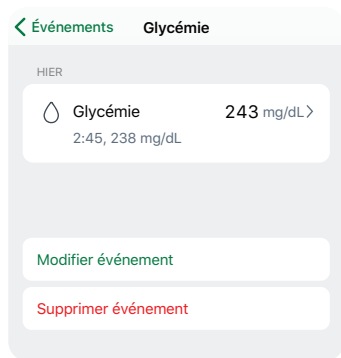 Événements Glycémie
HIER
Glycémie 243 mg/dL
2:45, 238 mg/dL
Modifier événement
Supprimer événement